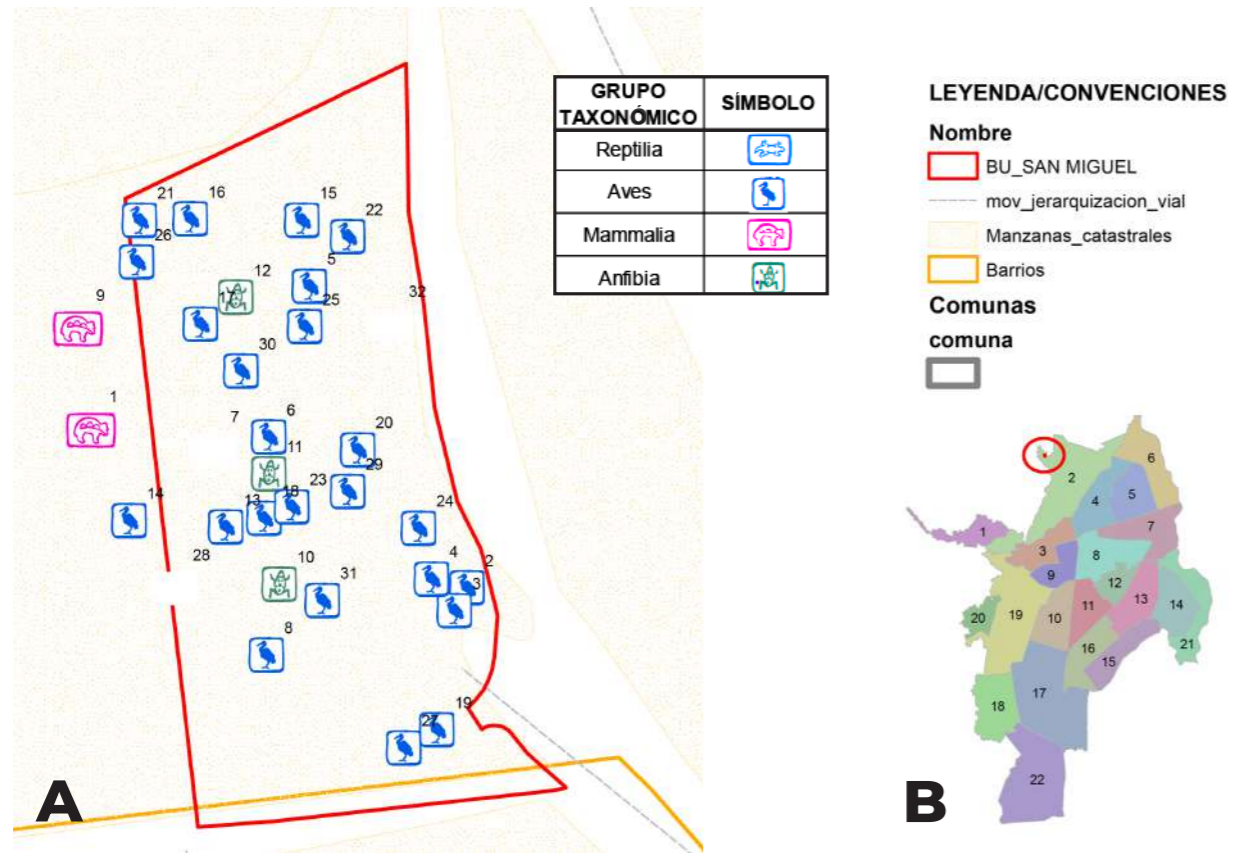 21 16 15 22
26
5
12
25
9 17 32
30
1 7 6 20
11 29
14 13 18 23 24
28 10 4 2
31 3
8
19
27
A
GRUPO TAXONÓMICO SÍMBOLO
Reptilia
Aves
Mammalia
Anfibia
LEYENDA/CONVENCIONES
Nombre
BU_SAN MIGUEL
mov_jerarquizacion_vial
Manzanas_catastrales
Barrios
Comunas
comuna
6
2
4 5
7
1
3 8
9
12
13 14
20 19 10 11
16 21
15
17
18
22
B